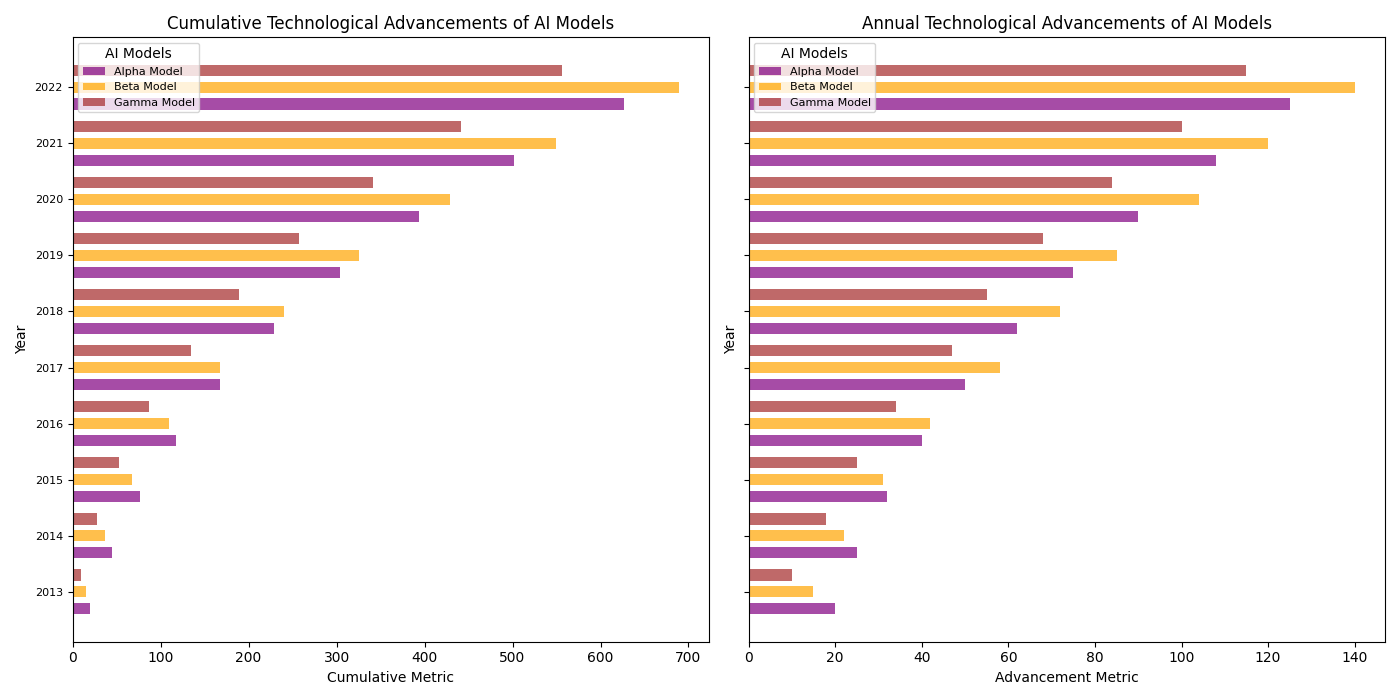 Cumulative Technological Advancements of AI Models
AI Models
Alpha Model
Beta Model
Gamma Model
2022
2021
2020
2019
2018
2017
2016
2015
2014
2013
Year
0 100 200 300 400 500 600 700
Cumulative Metric
Annual Technological Advancements of AI Models
AI Models
Alpha Model
Beta Model
Gamma Model
Year
0 20 40 60 80 100 120 140
Advancement Metric